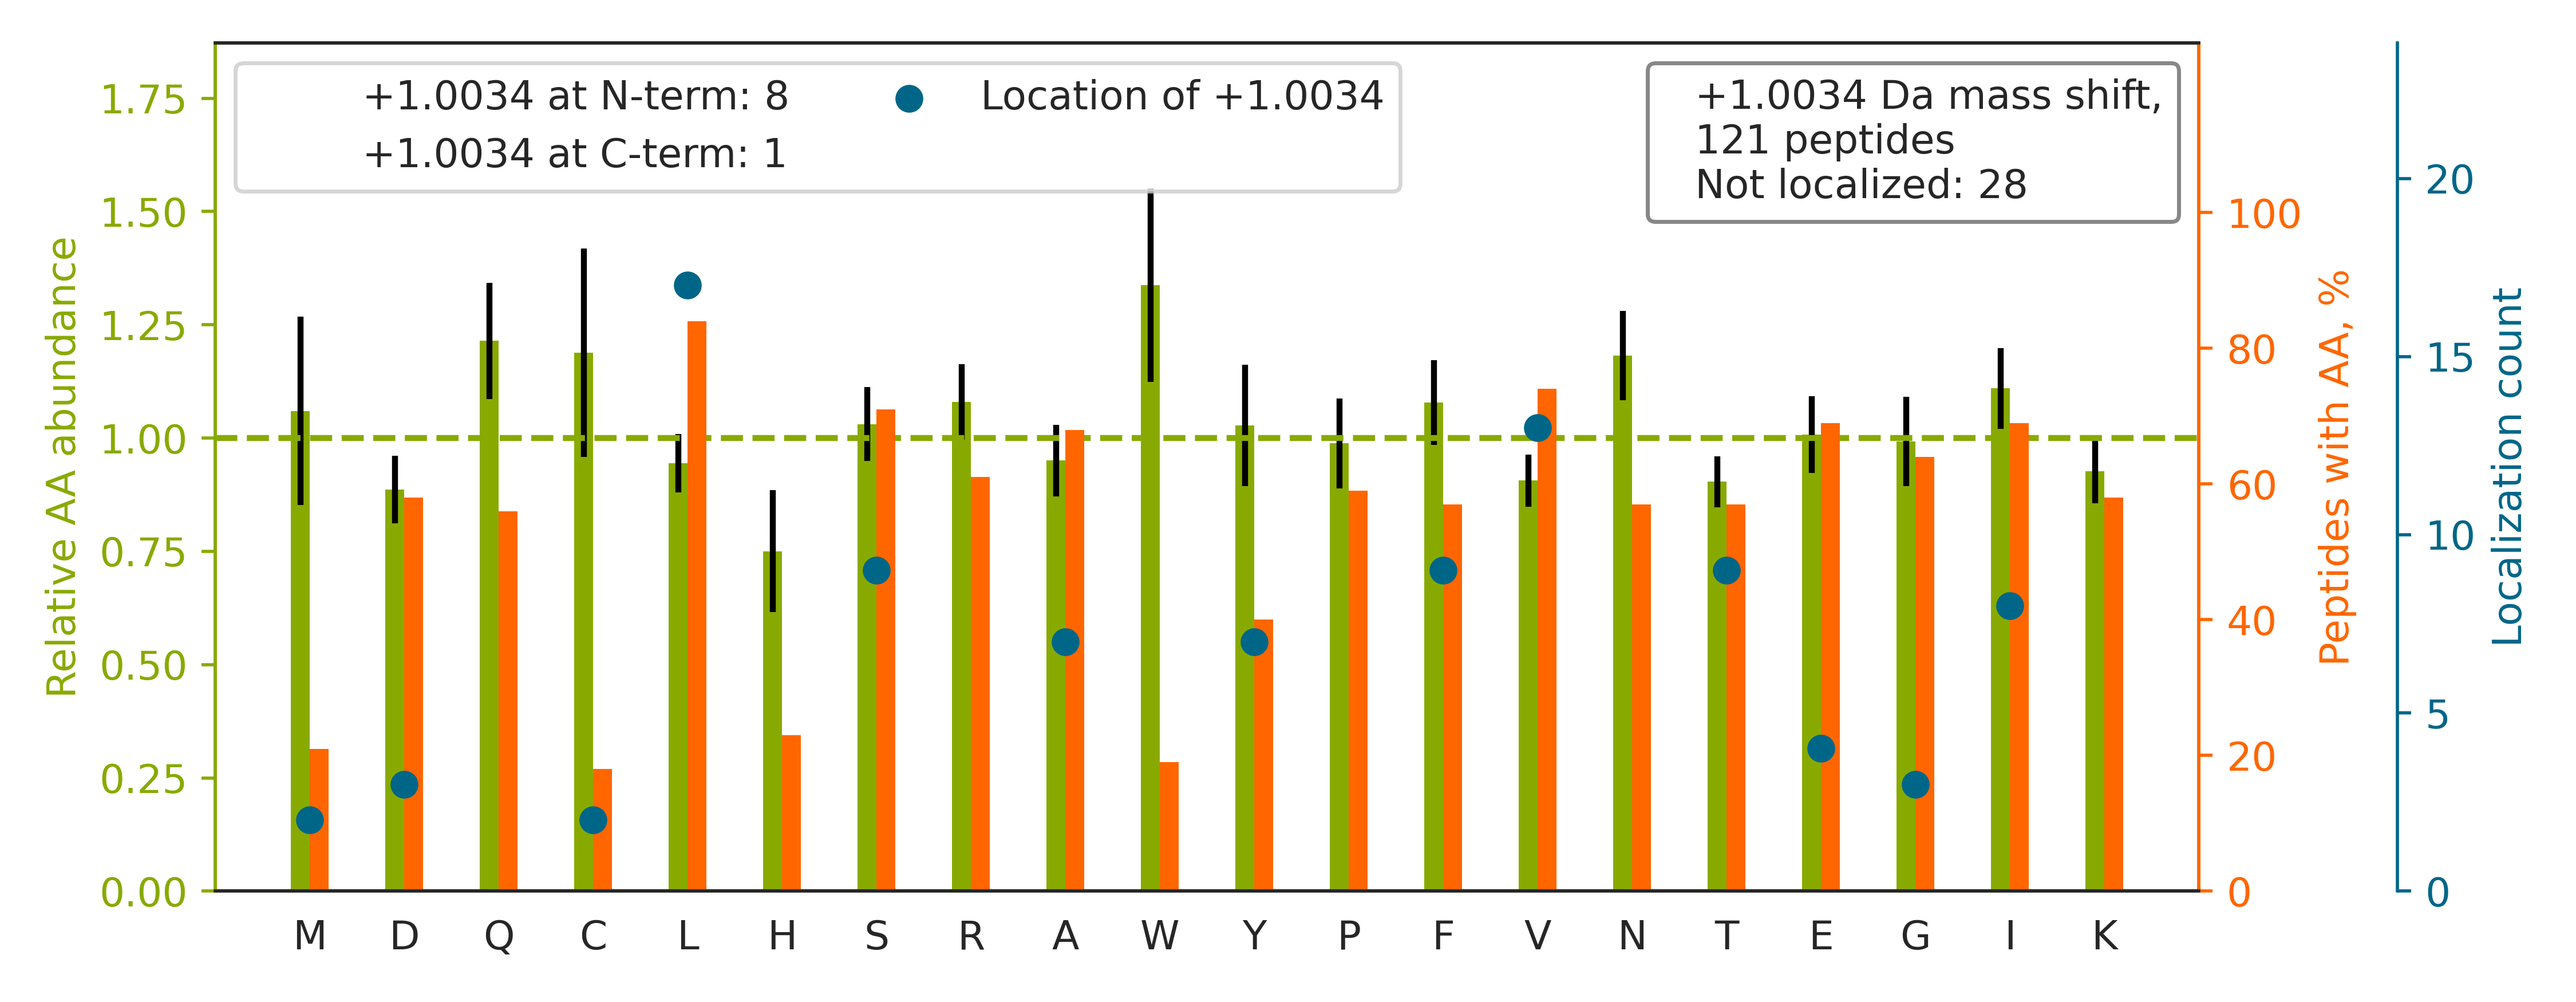 +1.0034 at N-term: 8
+1.0034 at C-term: 1
Location of +1.0034
+1.0034 Da mass shift,
121 peptides
Not localized: 28
Relative AA abundance
1.75
1.50
1.25
1.00
0.75
0.50
0.25
0.00
M D Q C L H S R A W Y P F V N T E G I K
100
80
60
40
20
0
Peptides with AA, %
20
15
10
5
0
Localization count